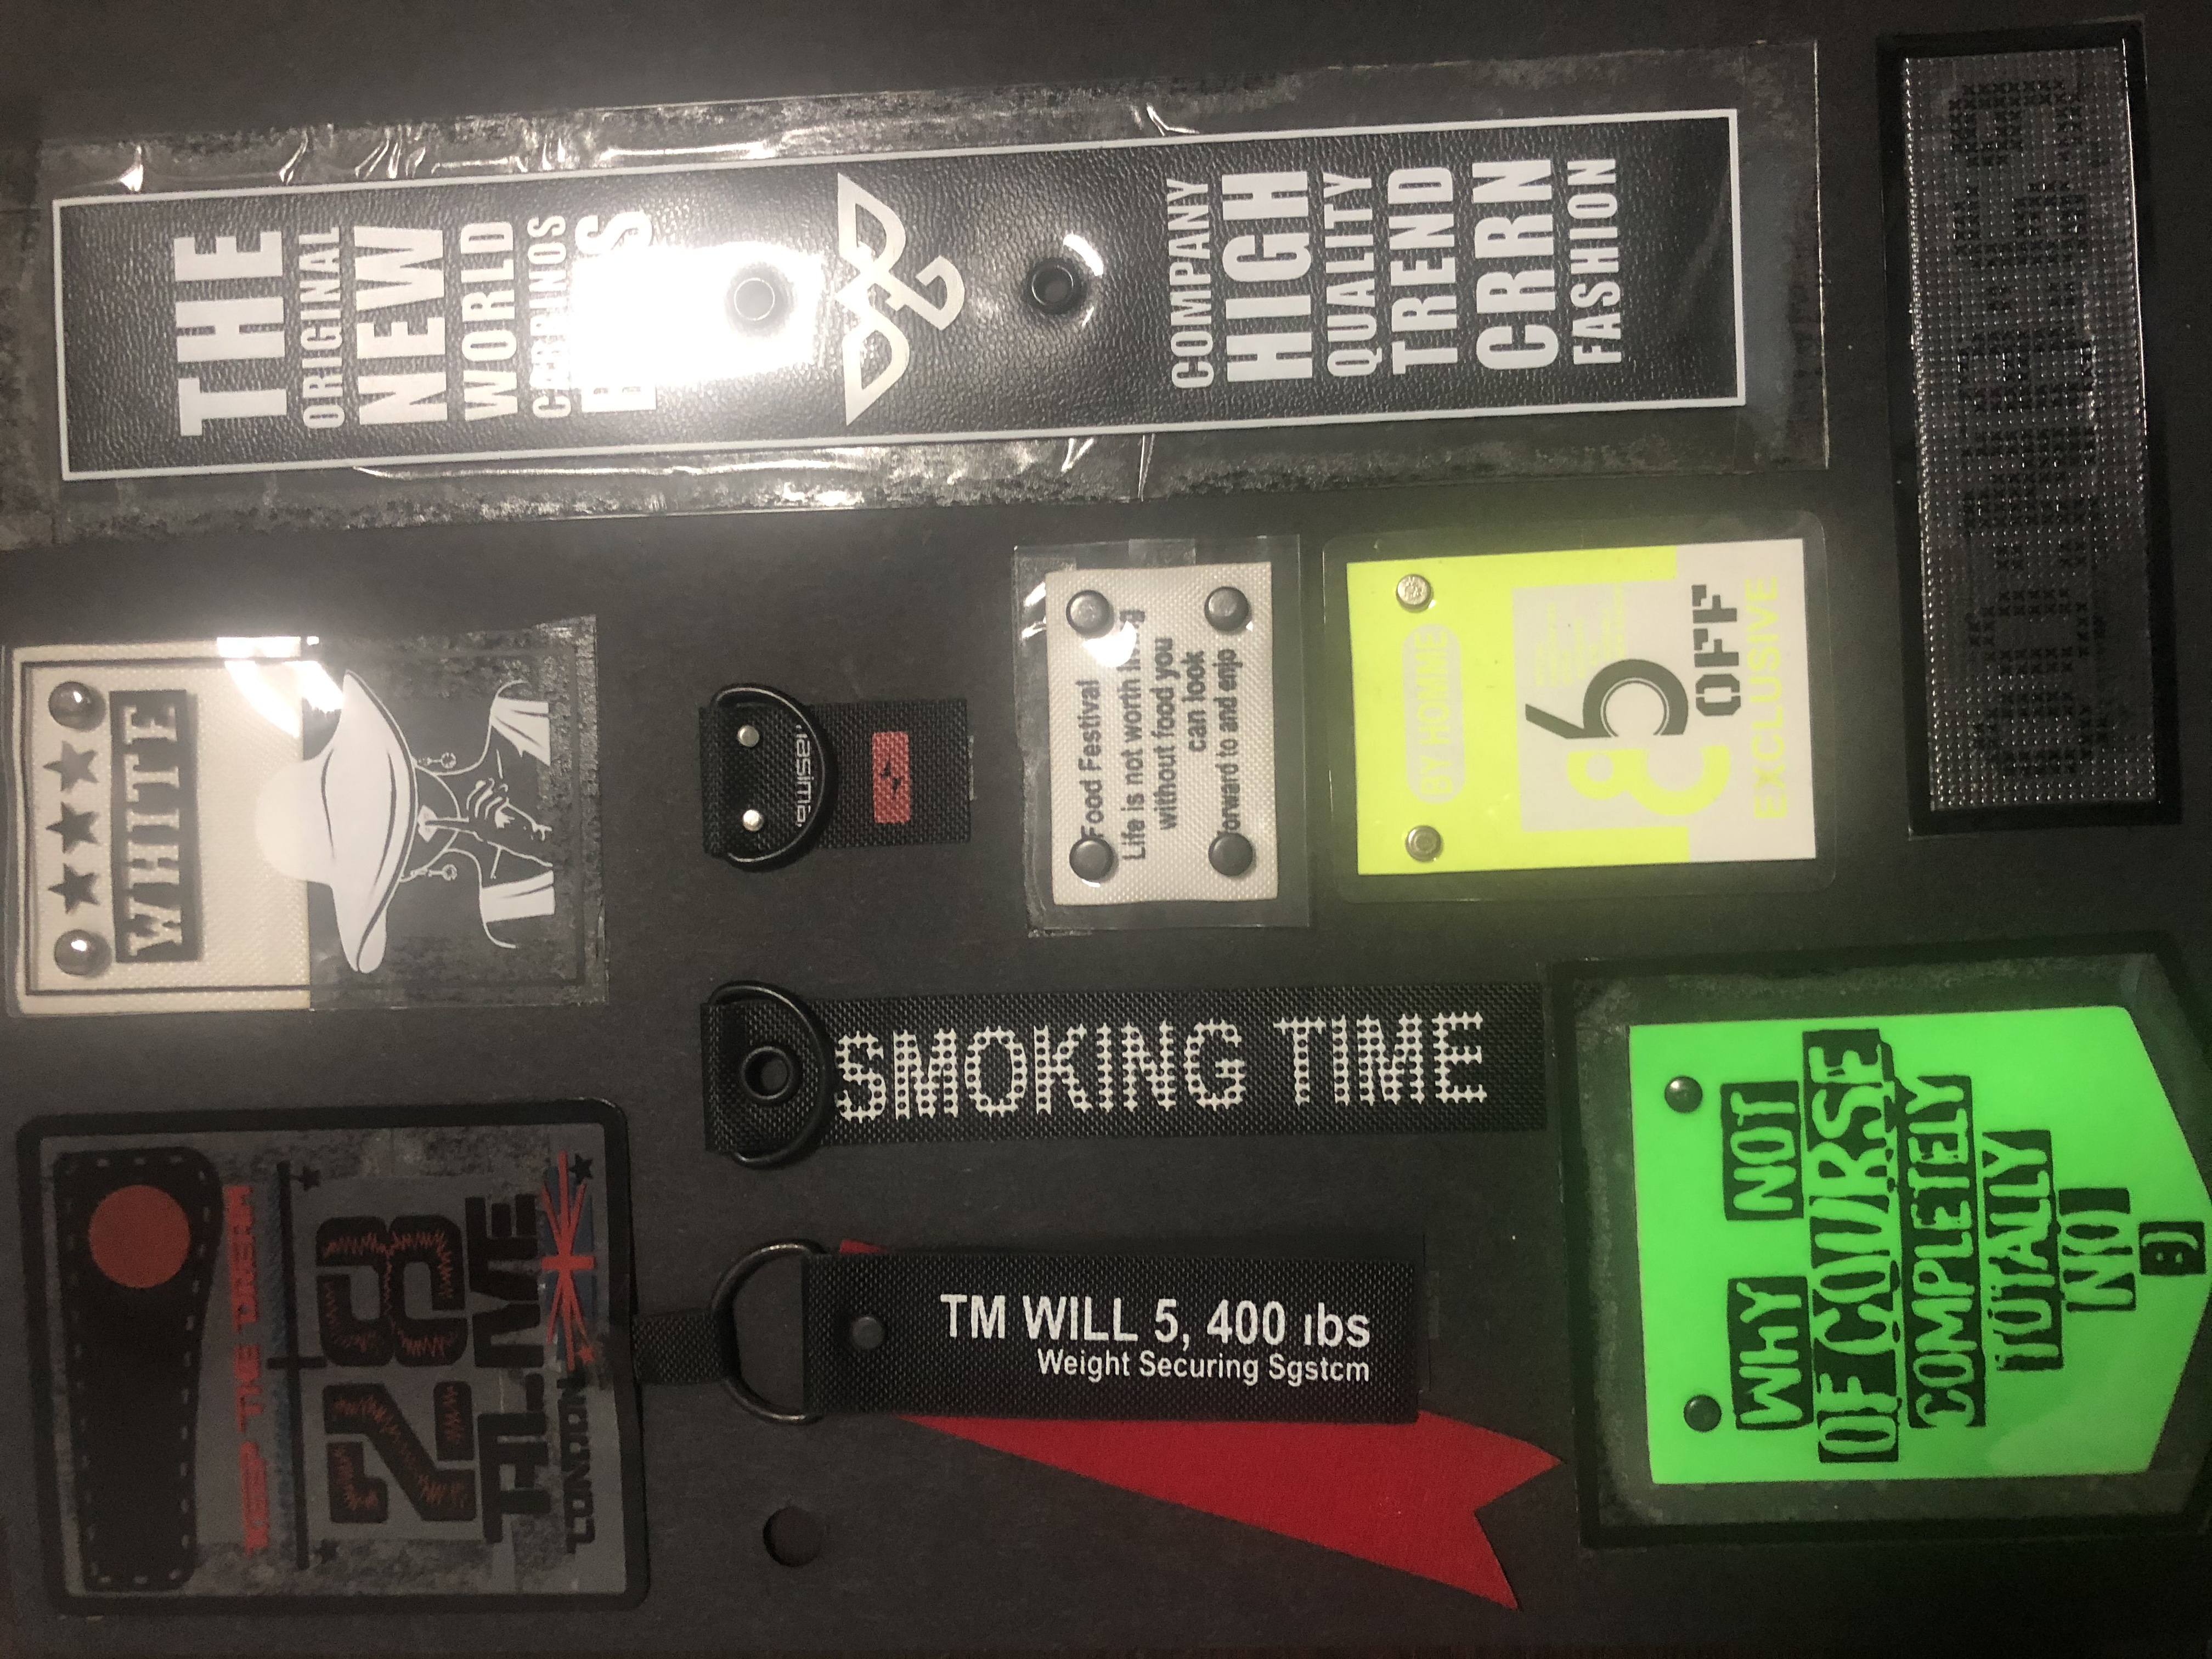 THE
ORIGINAL
NEW
WORLD
COMPANY
HIGH
QUALITY
TREND
CRRN
FASHION
WHITE
Food Festival
Life is not worth
without food you
can look
forward to and enjo
BY HOMME
OFF
EXCLUSIVE
SMOKING TIME
TM WILL 5, 400 ıbs
Weight Securing Sgstcm
KEEP THE DREAM
28
LONDON
WHY NOT
OF COURSE
COMPLETELY
TOTALLY
NO!
8)